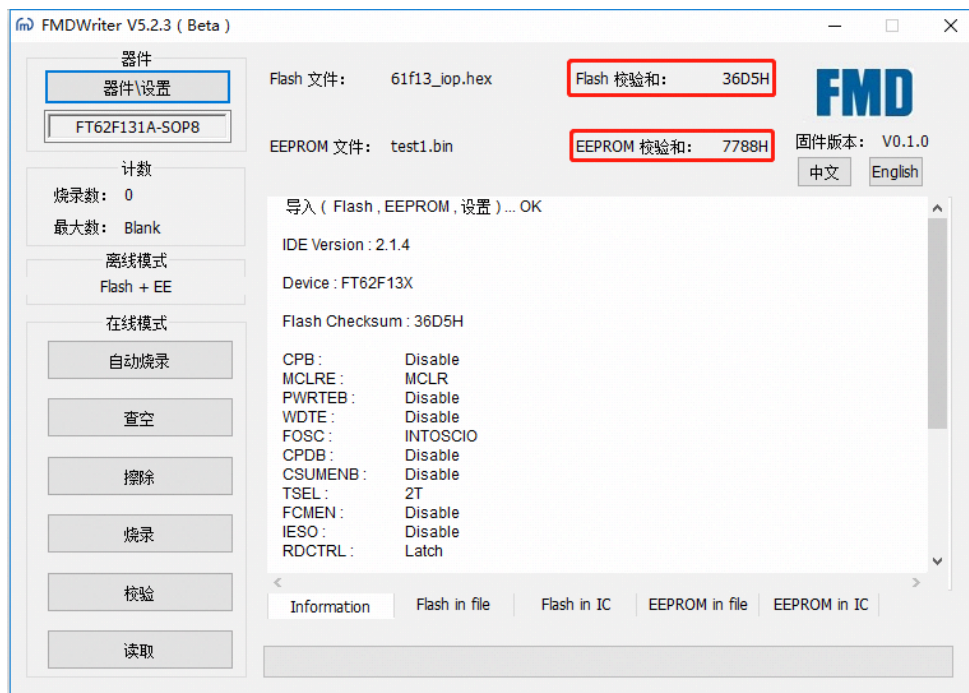 FMDWriter V5.2.3 ( Beta )
器件
器件\设置
FT62F131A-SOP8
计数
烧录数： 0
最大数： Blank
离线模式
Flash + EE
在线模式
自动烧录
查空
擦除
烧录
校验
读取
Flash 文件： 61f13_iop.hex
Flash 校验和： 36D5H
EEPROM 文件： test1.bin
EEPROM 校验和： 7788H
FMD
固件版本： V0.1.0
中文 English
导入 ( Flash , EEPROM , 设置 ) ... OK
IDE Version : 2.1.4
Device : FT62F13X
Flash Checksum : 36D5H
CPB : Disable
MCLRE : MCLR
PWRTEB : Disable
WDTE : Disable
FOSC : INTOSCIO
CPDB : Disable
CSUMENB : Disable
TSEL : 2T
FCMEN : Disable
IESO : Disable
RDCTRL : Latch
Information Flash in file Flash in IC EEPROM in file EEPROM in IC